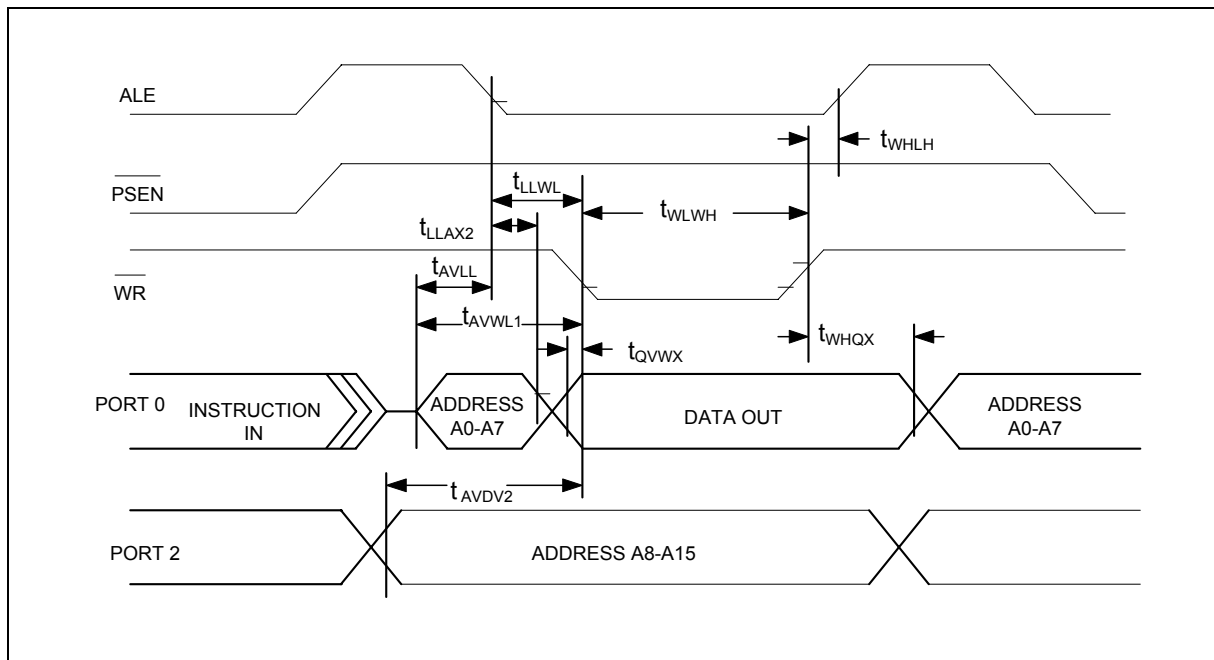 ALE
tWHLH
PSEN
tLLWL
tWLWH
tLLAX2
tAVLL
WR
tAVWL1
tWHQX
tQVWX
PORT 0
INSTRUCTION
IN
ADDRESS
A0-A7
DATA OUT
ADDRESS
A0-A7
tAVDV2
PORT 2
ADDRESS A8-A15